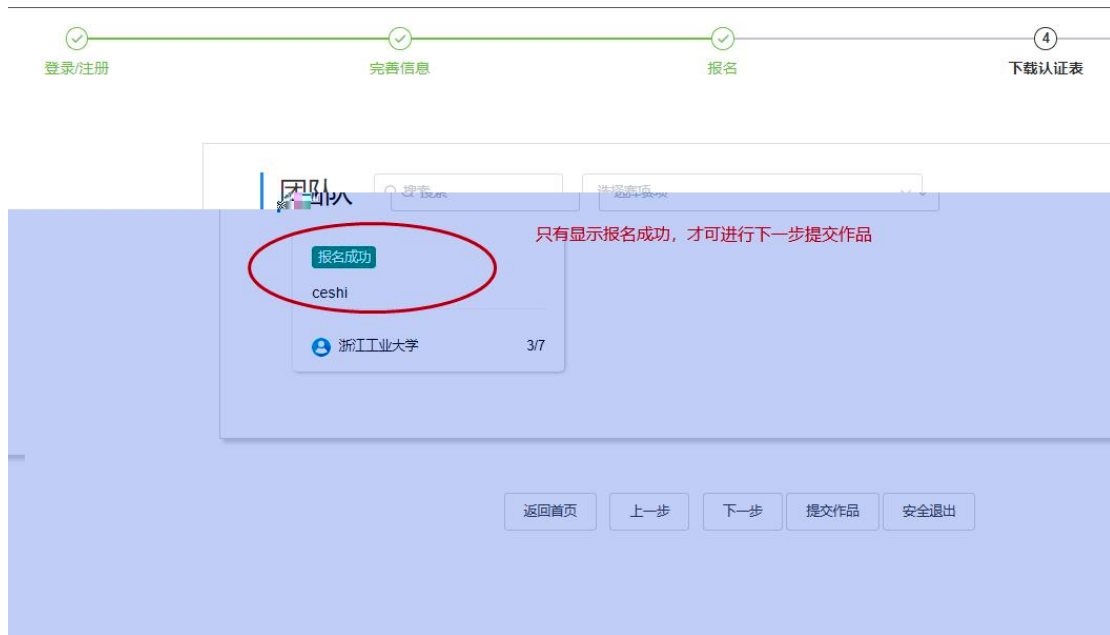 登录/注册
完善信息
报名
4
下载认证表
团队
只有显示报名成功，才可进行下一步提交作品
报名成功
ceshi
浙江工业大学
3/7
返回首页
上一步
下一步
提交作品
安全退出